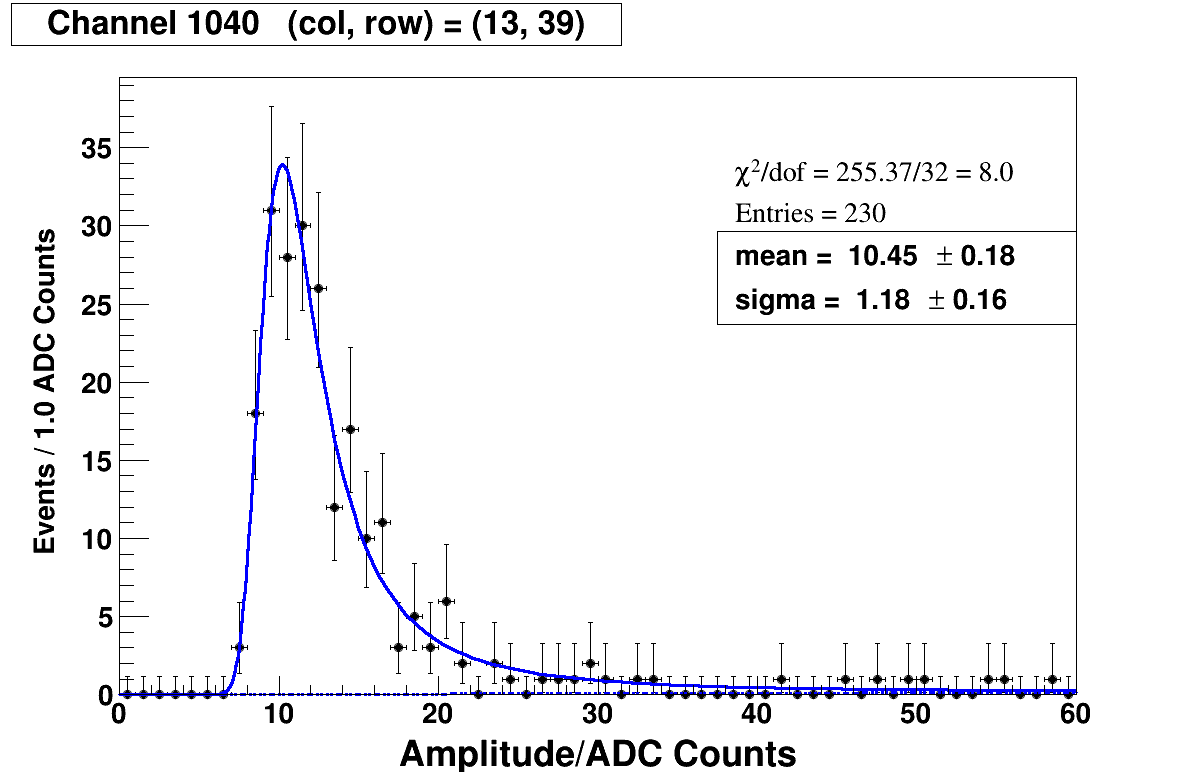 Channel 1040 (col, row) = (13, 39)
χ²/dof = 255.37/32 = 8.0
Entries = 230
mean = 10.45 ± 0.18
sigma = 1.18 ± 0.16
Events / 1.0 ADC Counts
35
30
25
20
15
10
5
0
0 10 20 30 40 50 60
Amplitude/ADC Counts